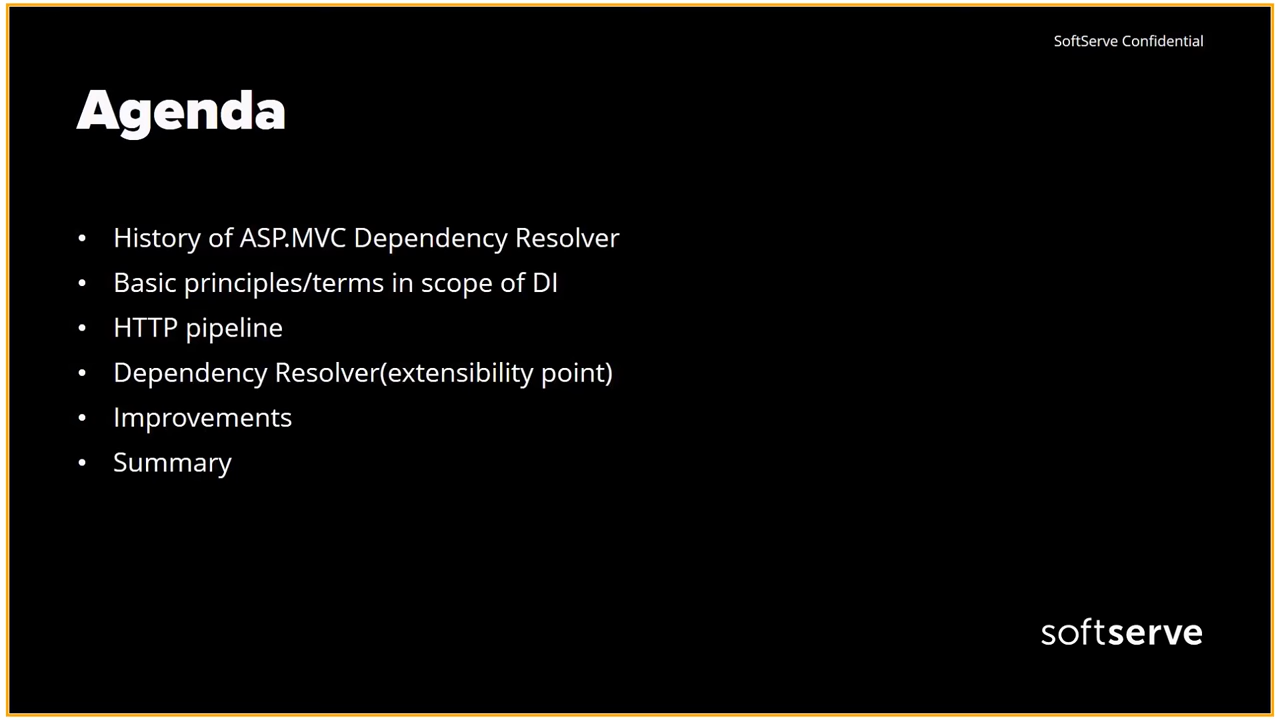 SoftServe Confidential
Agenda
• History of ASP.MVC Dependency Resolver
• Basic principles/terms in scope of DI
• HTTP pipeline
• Dependency Resolver(extensibility point)
• Improvements
• Summary
softserve